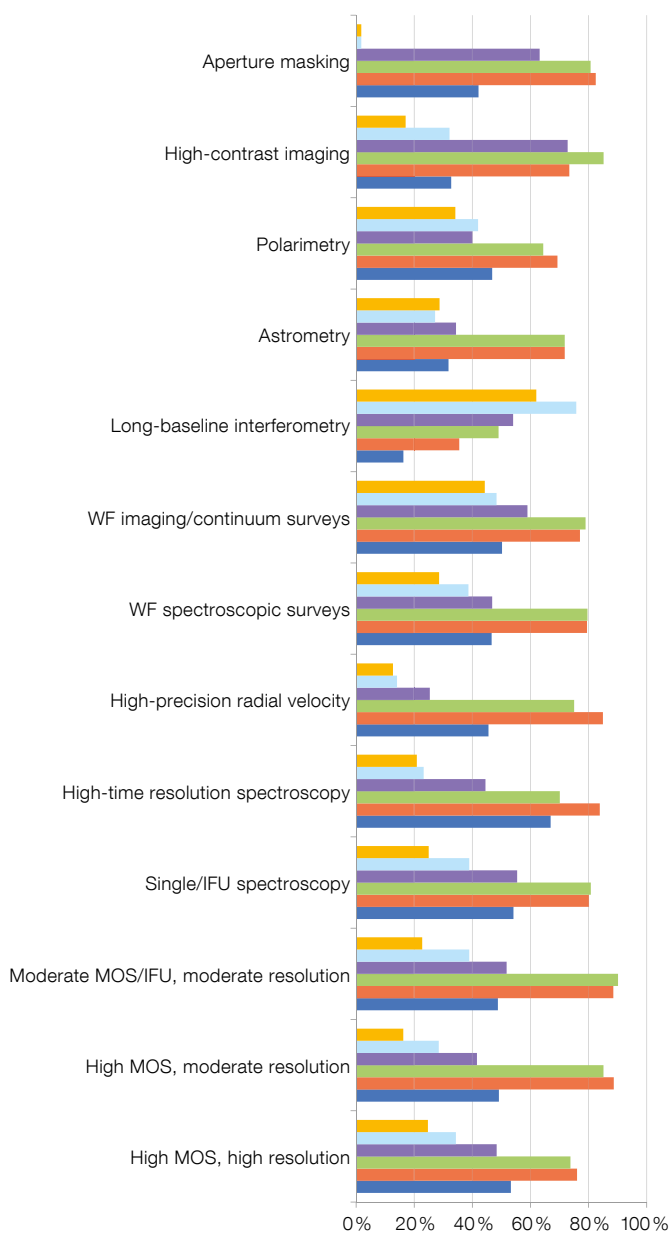 Aperture masking
High-contrast imaging
Polarimetry
Astrometry
Long-baseline interferometry
WF imaging/continuum surveys
WF spectroscopic surveys
High-precision radial velocity
High-time resolution spectroscopy
Single/IFU spectroscopy
Moderate MOS/IFU, moderate resolution
High MOS, moderate resolution
High MOS, high resolution
0 % 20 % 40 % 60 % 80 % 100 %